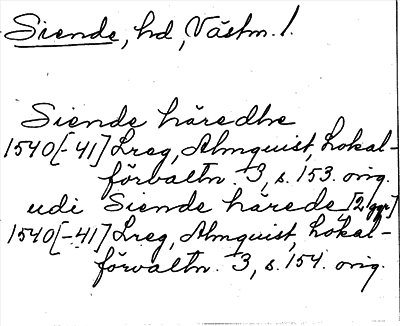 Siende, hd, Västm. l.
Siende häredhe
1540[-41] Lreg, Almquist, Lokal-
förvaltn. 3, s. 153. orig.
udi Siende härede [2 ggr]
1540[-41] Lreg, Almquist, Lokal-
förvaltn. 3, s. 154. orig.